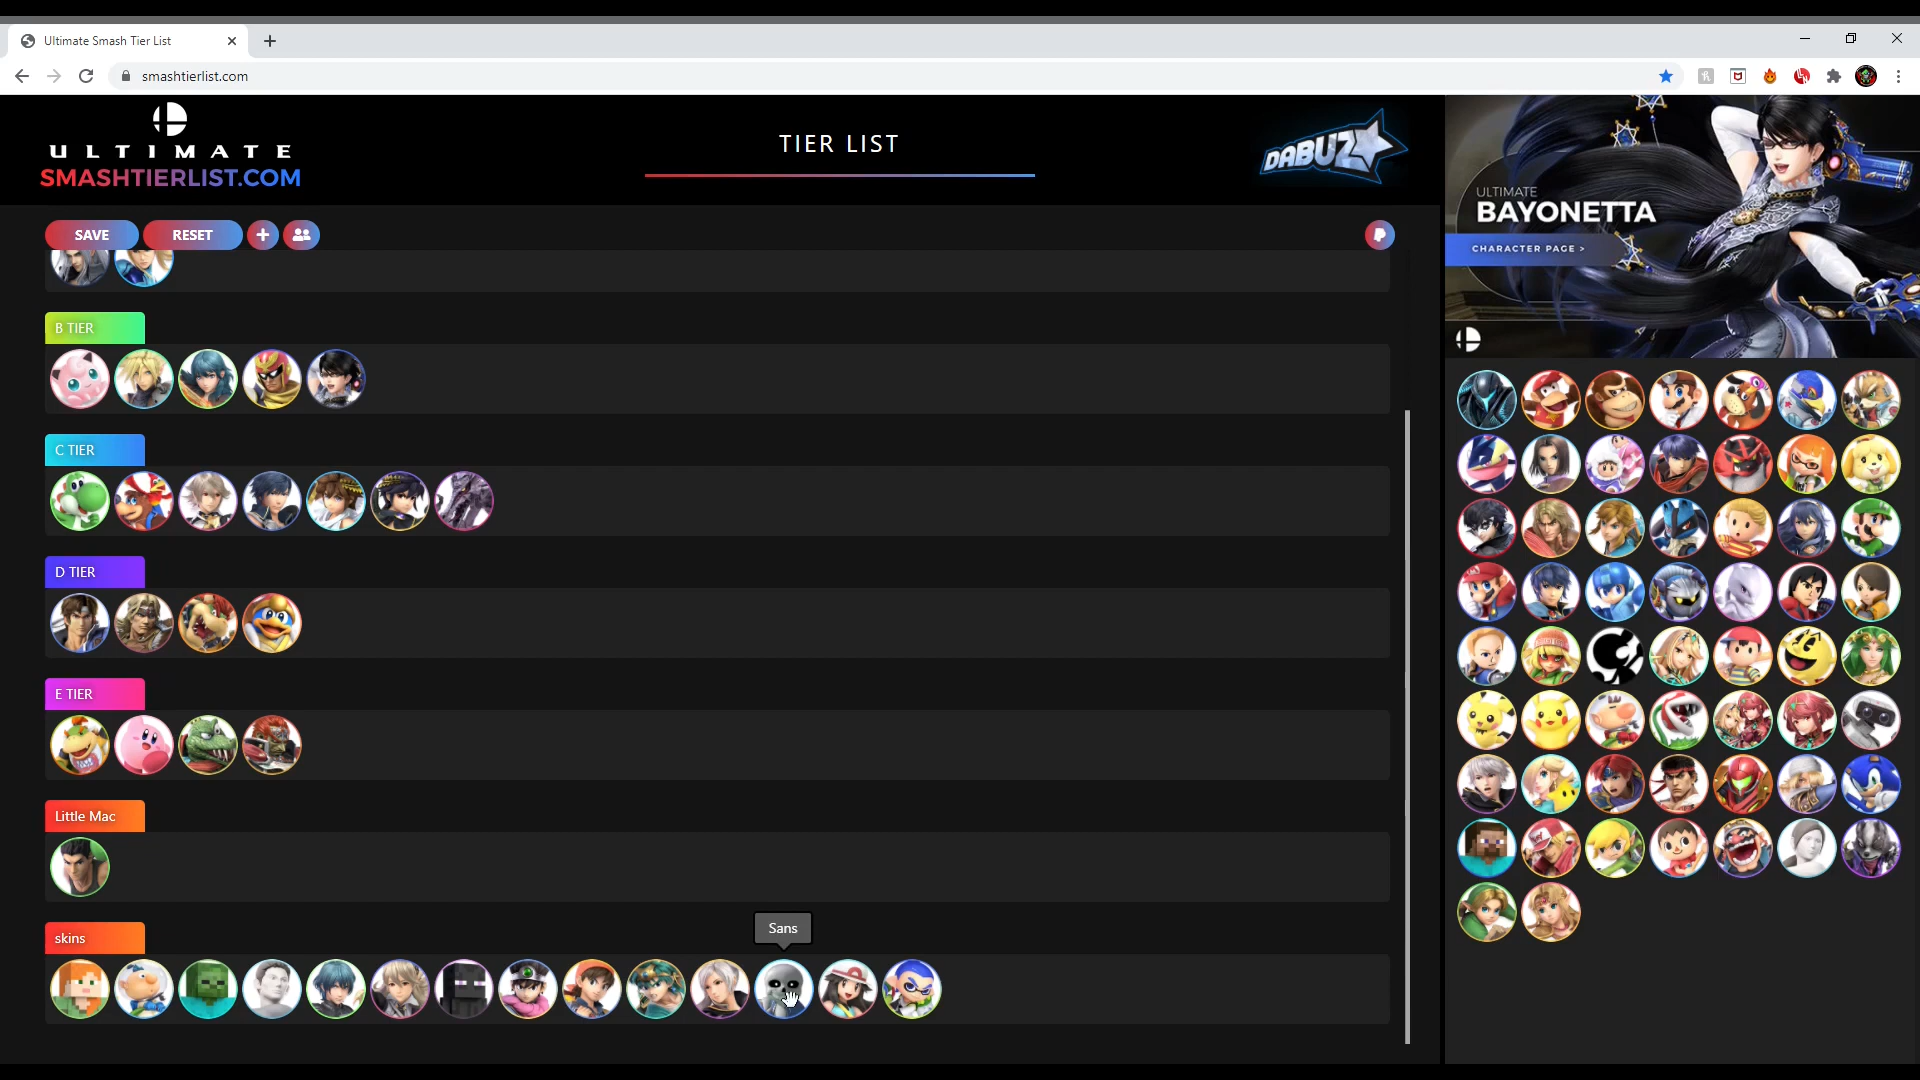 Ultimate Smash Tier List
smashtierlist.com
ULTIMATE
SMASHTIERLIST.COM
TIER LIST
DABUZ
SAVE
RESET
ULTIMATE
BAYONETTA
CHARACTER PAGE >
B TIER
C TIER
D TIER
E TIER
Little Mac
skins
Sans